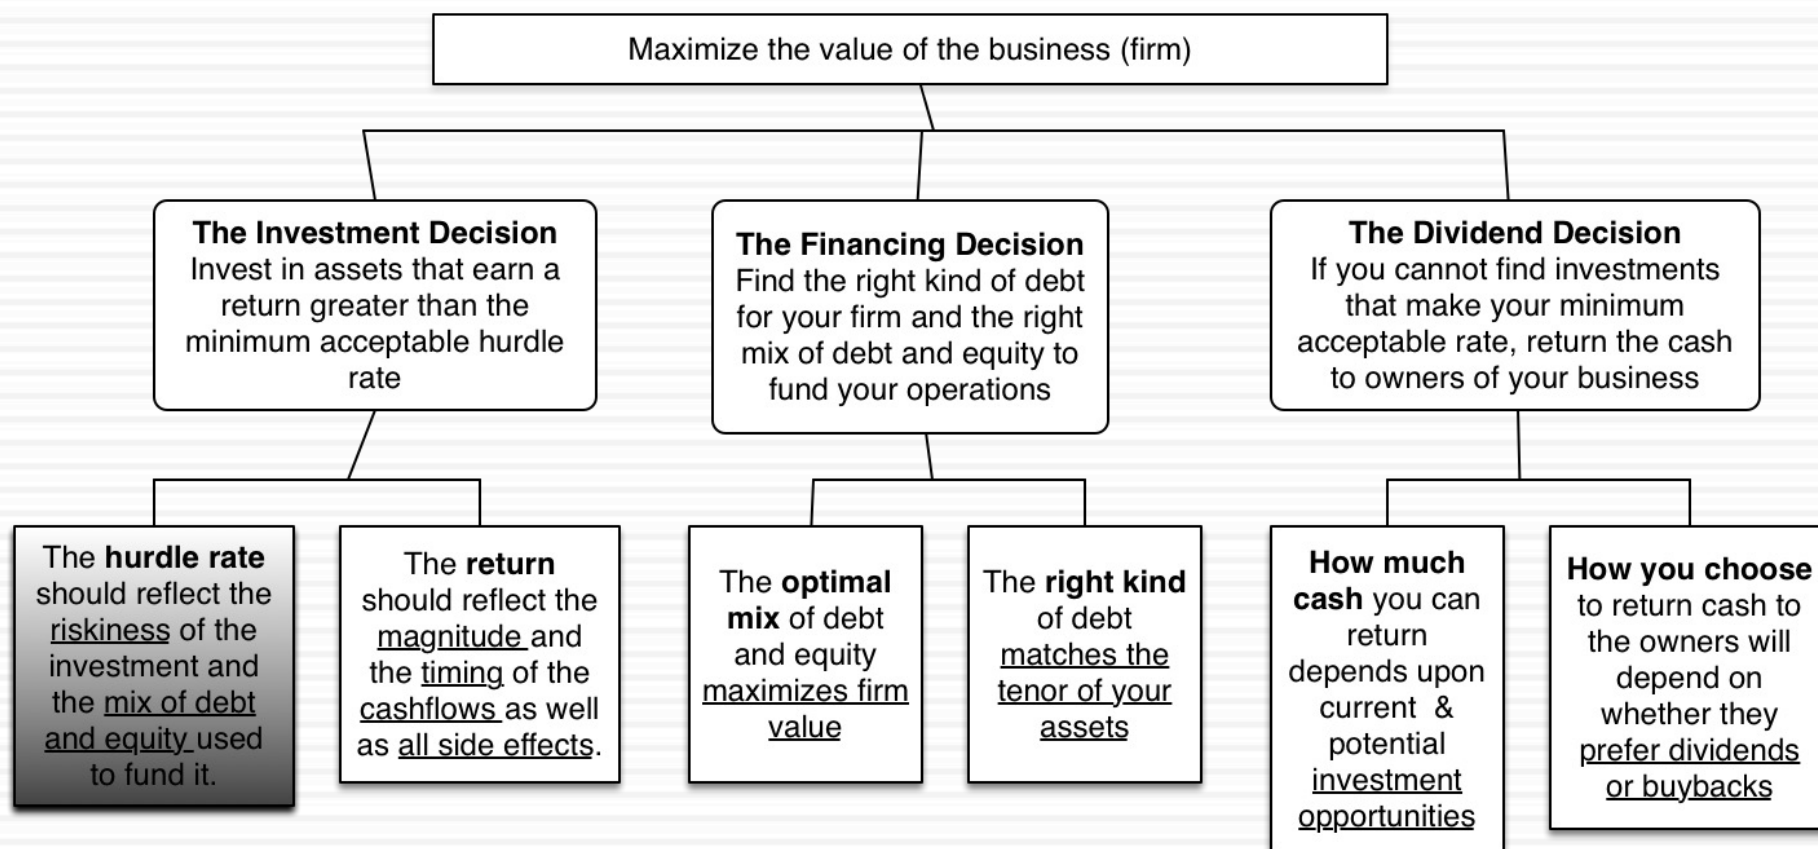 Maximize the value of the business (firm)
The Investment Decision
Invest in assets that earn a
return greater than the
minimum acceptable hurdle
rate
The Financing Decision
Find the right kind of debt
for your firm and the right
mix of debt and equity to
fund your operations
The Dividend Decision
If you cannot find investments
that make your minimum
acceptable rate, return the cash
to owners of your business
The hurdle rate
should reflect the
riskiness of the
investment and
the mix of debt
and equity used
to fund it.
The return
should reflect the
magnitude and
the timing of the
cashflows as well
as all side effects.
The optimal
mix of debt
and equity
maximizes firm
value
The right kind
of debt
matches the
tenor of your
assets
How much
cash you can
return
depends upon
current & 
potential
investment
opportunities
How you choose
to return cash to
the owners will
depend on
whether they
prefer dividends
or buybacks